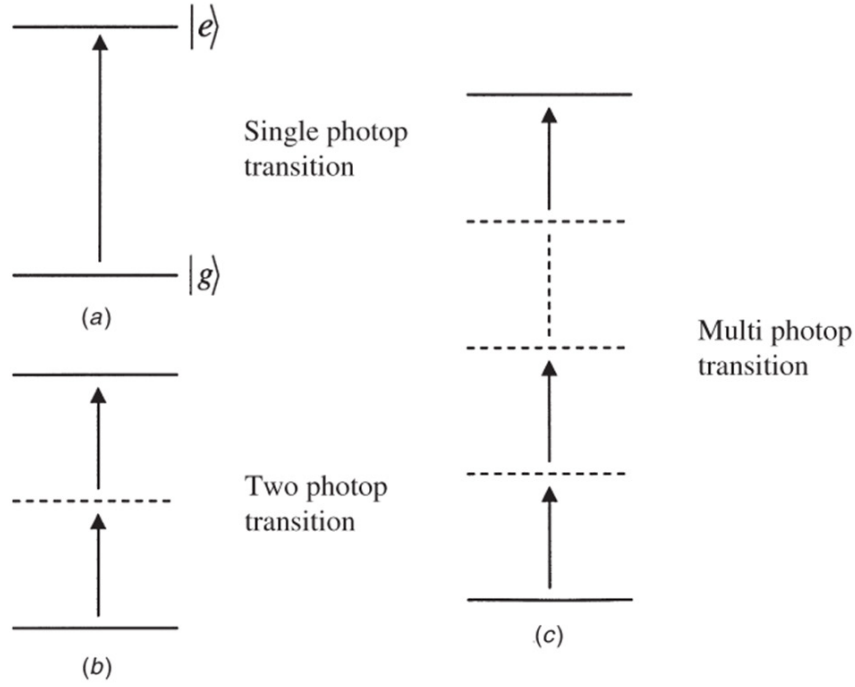 |e⟩
Single photop
transition
|g⟩
(a)
Two photop
transition
(b)
Multi photop
transition
(c)